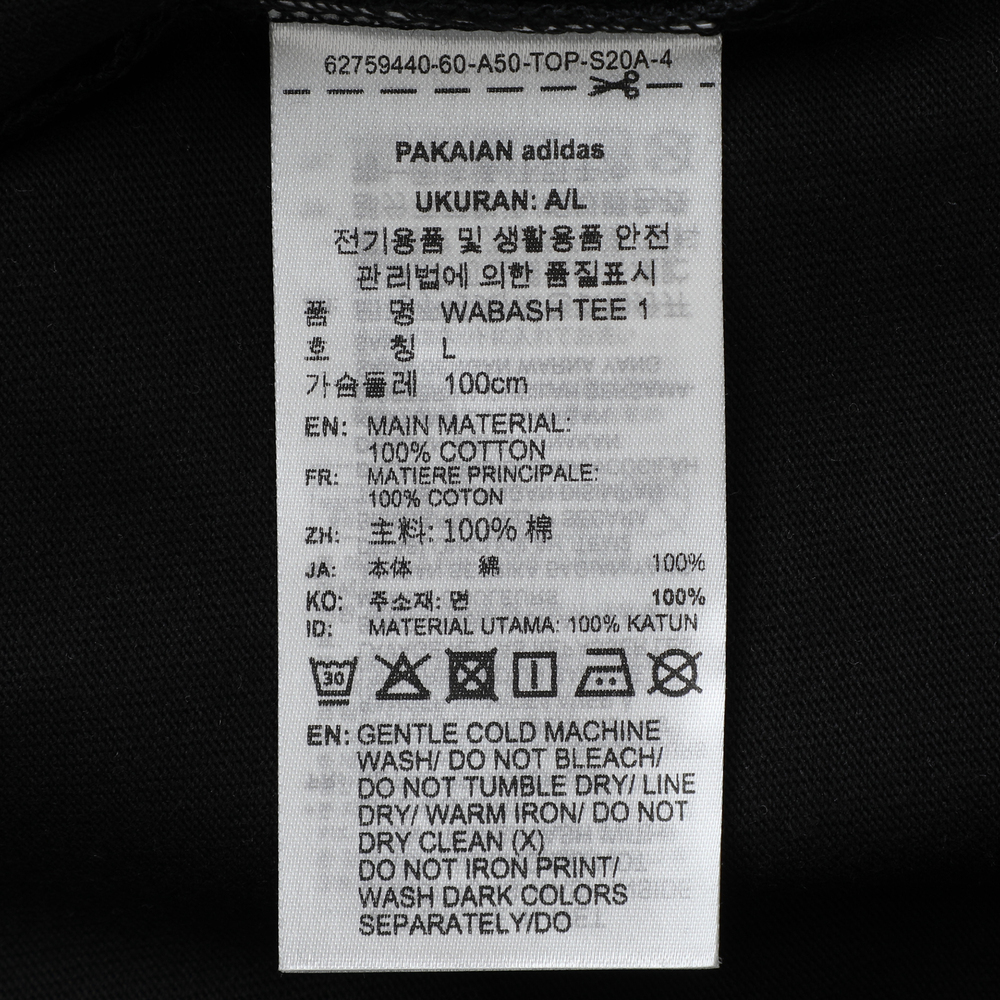 62759440-60-A50-TOP-S20A-4
PAKAIAN adidas
UKURAN: A/L
전기용품 및 생활용품 안전
관리법에 의한 품질표시
품 명 WABASH TEE 1
호 칭 L
가슴둘레 100cm
EN: MAIN MATERIAL:
100% COTTON
FR: MATIERE PRINCIPALE:
100% COTON
ZH: 主料: 100% 棉
JA: 本体 綿 100%
KO: 주소재: 면 100%
ID: MATERIAL UTAMA: 100% KATUN
30
EN: GENTLE COLD MACHINE
WASH/ DO NOT BLEACH/
DO NOT TUMBLE DRY/ LINE
DRY/ WARM IRON/ DO NOT
DRY CLEAN (X)
DO NOT IRON PRINT/
WASH DARK COLORS
SEPARATELY/DO